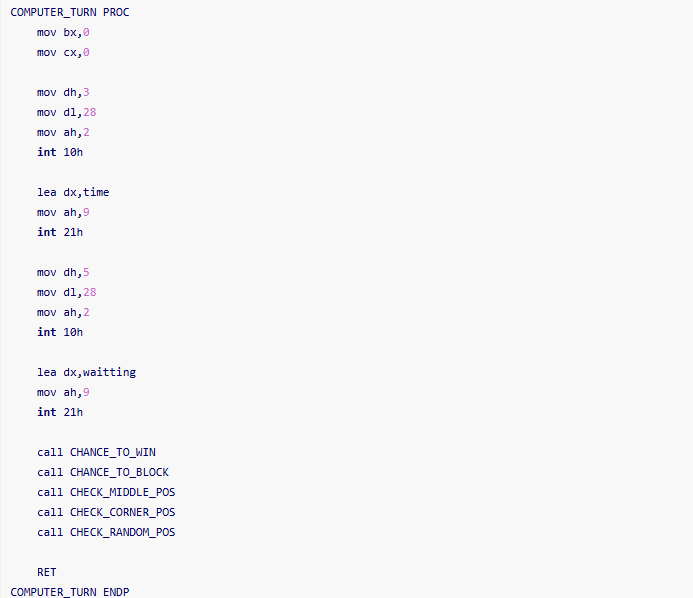 COMPUTER_TURN PROC
mov bx,0
mov cx,0
mov dh,3
mov dl,28
mov ah,2
int 10h
lea dx,time
mov ah,9
int 21h
mov dh,5
mov dl,28
mov ah,2
int 10h
lea dx,waitting
mov ah,9
int 21h
call CHANCE_TO_WIN
call CHANCE_TO_BLOCK
call CHECK_MIDDLE_POS
call CHECK_CORNER_POS
call CHECK_RANDOM_POS
RET
COMPUTER_TURN ENDP